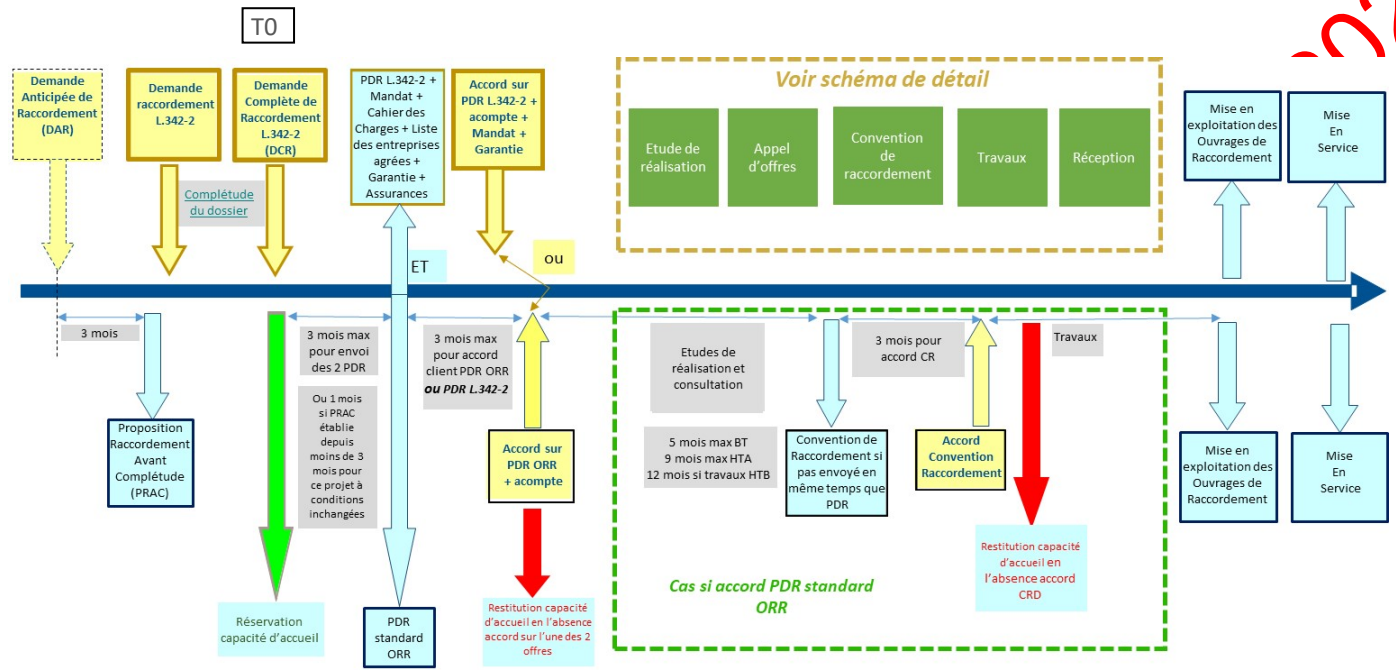 T0
Demande
Anticipée de
Raccordement
(DAR)
Demande
raccordement
L.342-2
Demande
Complète de
Raccordement
L.342-2
(DCR)
PDR L.342-2 +
Mandat +
Cahier des
Charges + Liste
des entreprises
agrées +
Garantie +
Assurances
Accord sur
PDR L.342-2 +
acompte +
Mandat +
Garantie
Voir schéma de détail
Etude de
réalisation
Appel
d'offres
Convention
de
raccordement
Travaux
Réception
Mise en
exploitation des
Ouvrages de
Raccordement
Mise
En
Service
Complétude
du dossier
ET
ou
3 mois
3 mois max
pour envoi
des 2 PDR
Ou 1 mois
si PRAC
établie
depuis
moins de 3
mois pour
ce projet à
conditions
inchangées
3 mois max
pour accord
client PDR ORR
ou PDR L.342-2
Etudes de
réalisation et
consultation
5 mois max BT
9 mois max HTA
12 mois si travaux HTB
3 mois pour
accord CR
Travaux
Proposition
Raccordement
Avant
Complétude
(PRAC)
Accord sur
PDR ORR
+ acompte
Convention de
Raccordement si
pas envoyé en
même temps que
PDR
Accord
Convention
Raccordement
Mise en
exploitation des
Ouvrages de
Raccordement
Mise
En
Service
Réservation
capacité d'accueil
PDR
standard
ORR
Restitution capacité
d'accueil en l'absence
accord sur l'une des 2
offres
Cas si accord PDR standard
ORR
Restitution capacité
d'accueil en
l'absence accord
CRD